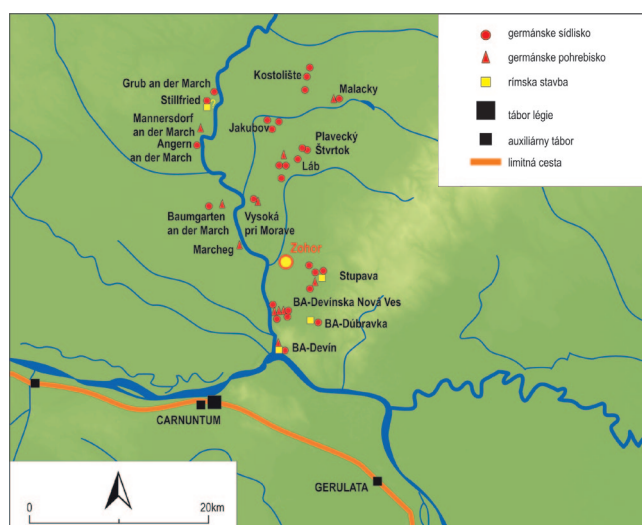 germánske sídlisko
germánske pohrebisko
rímska stavba
tábor légie
auxiliárny tábor
limitná cesta
Kostolište
Grub an der March
Malacky
Stillfried
Mannersdorf
an der March
Jakubov
Plavecký
Štvrtok
Angern
an der March
Láb
Baumgarten
an der March
Vysoká
pri Morave
Marcheg
Zohor
Stupava
BA-Devínska Nová Ves
BA-Dúbravka
BA-Devín
CARNUNTUM
GERULATA
0
20km